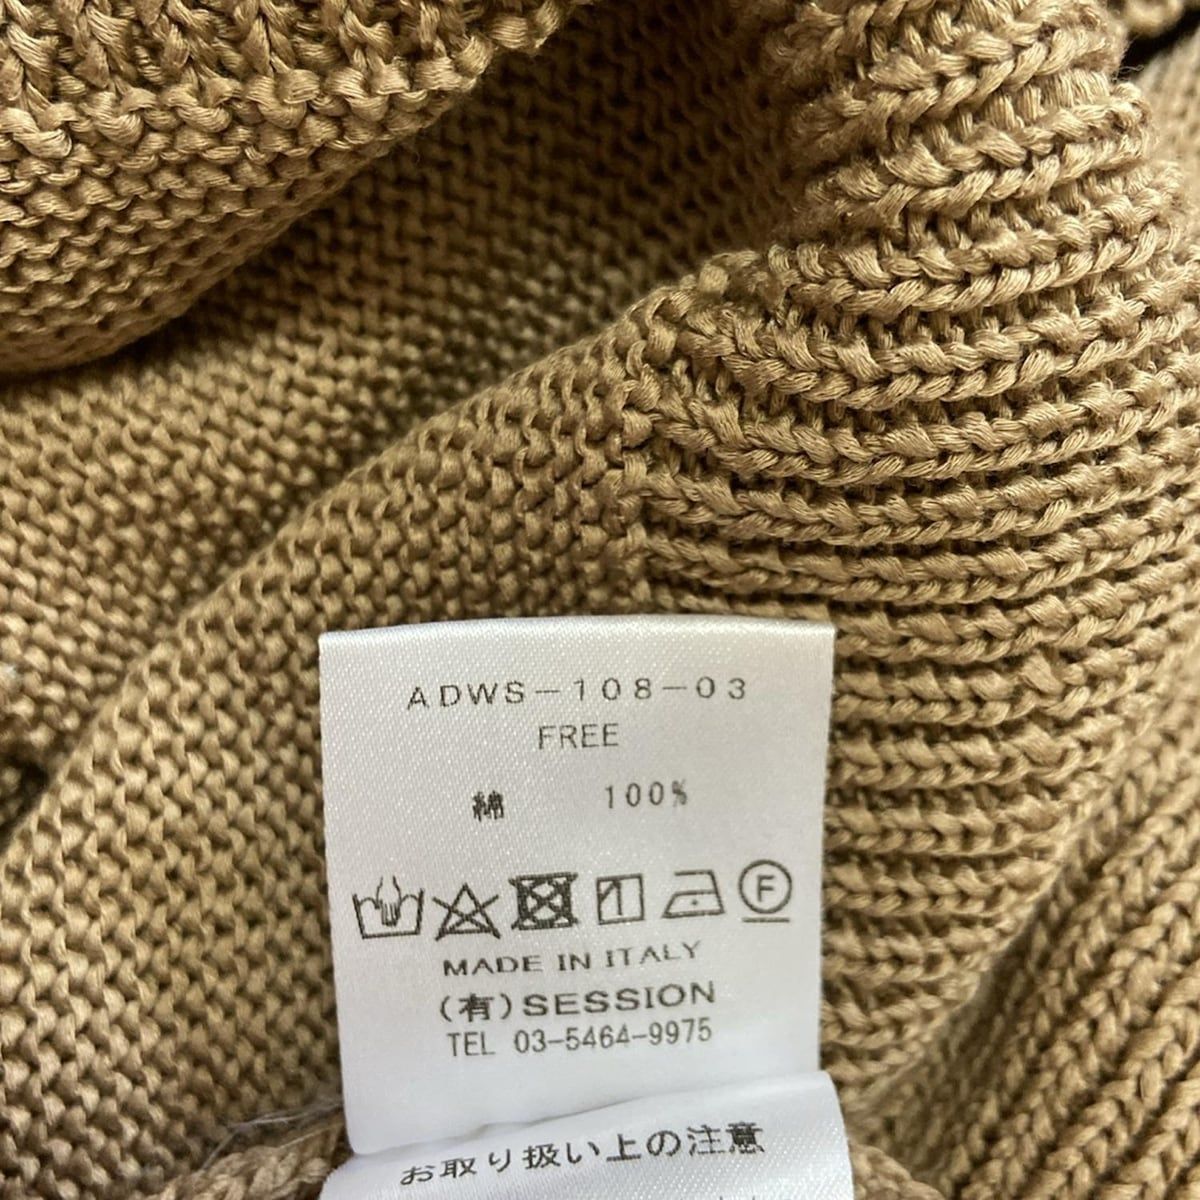 ADWS-108-03
FREE
綿 100%
F
MADE IN ITALY
(有)SESSION
TEL 03-5464-9975
お取り扱い上の注意